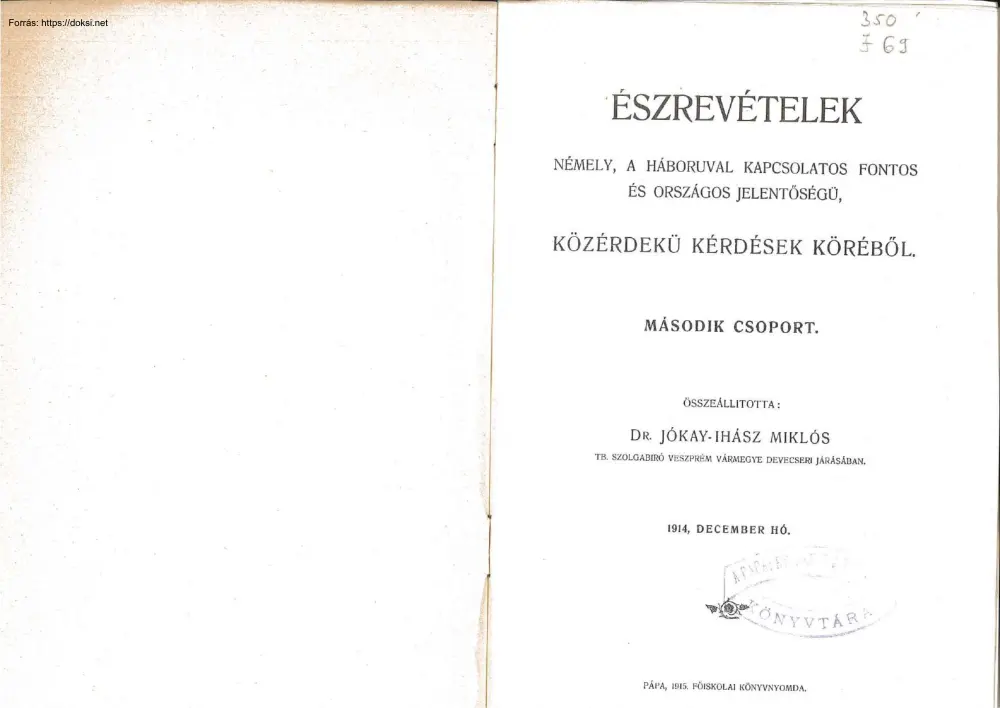 Forrás: https://doksi.net
350
I 69
ÉSZREVÉTELEK
NÉMELY, A HÁBORUVAL KAPCSOLATOS FONTOS
ÉS ORSZÁGOS JELENTŐSÉGÜ,
KÖZÉRDEKÜ KÉRDÉSEK KÖRÉBŐL.
MÁSODIK CSOPORT.
ÖSSZEÁLLITOTTA:
DR. JÓKAY-IHÁSZ MIKLÓS
TB. SZOLGABIRÓ VESZPRÉM VÁRMEGYE DEVECSERI JÁRÁSÁBAN.
1914, DECEMBER HÓ.
KÖNYVTÁRA
PÁPA, 1915. FŐISKOLAI KÖNYVNYOMDA.